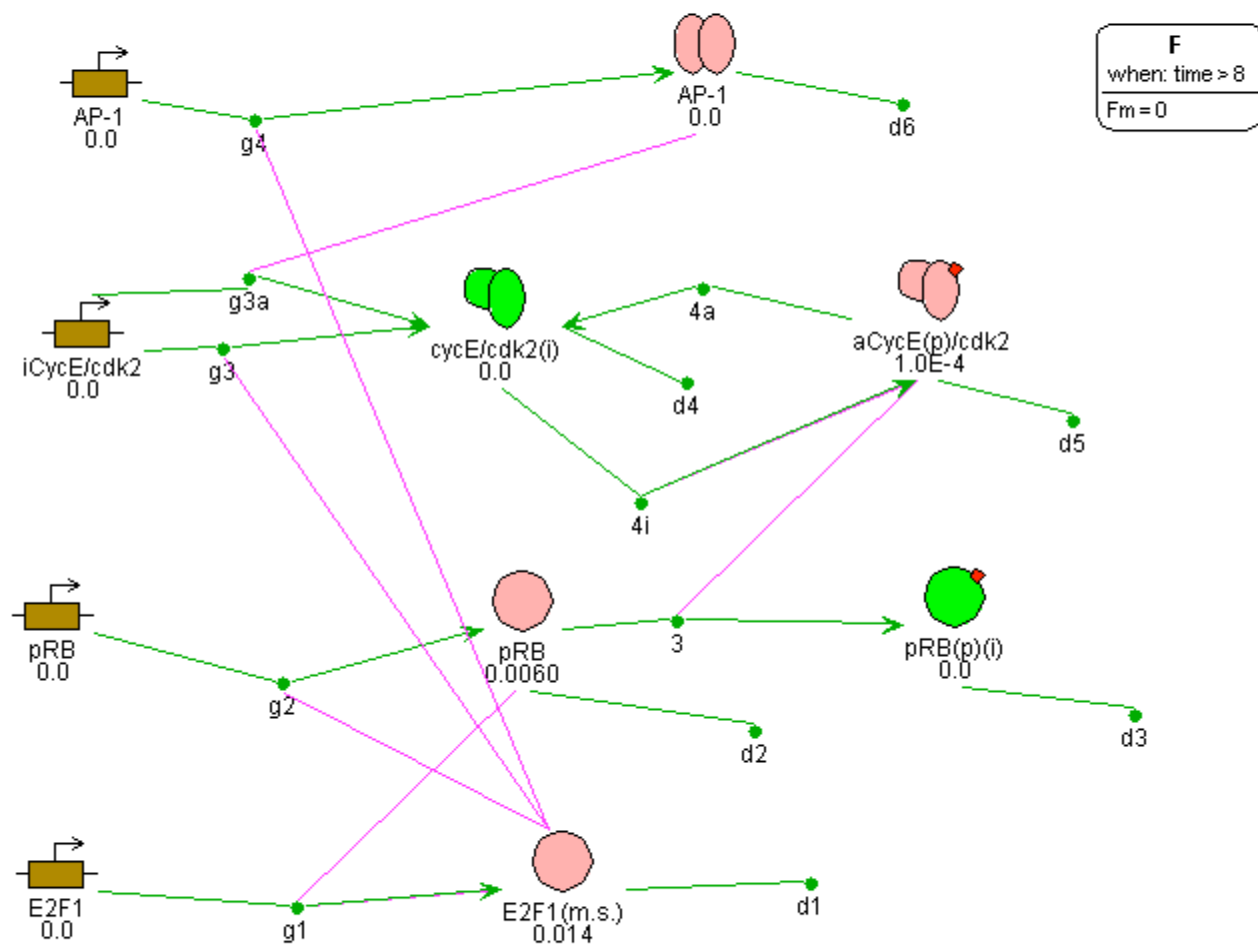 F
when: time > 8
Fm = 0
AP-1
0.0
g4
AP-1
0.0
d6
iCycE/cdk2
0.0
g3a
g3
cycE/cdk2(i)
0.0
4a
d4
aCycE(p)/cdk2
1.0E-4
d5
4i
pRB
0.0
g2
pRB
0.0060
3
d2
pRB(p)(i)
0.0
d3
E2F1
0.0
g1
E2F1(m.s.)
0.014
d1